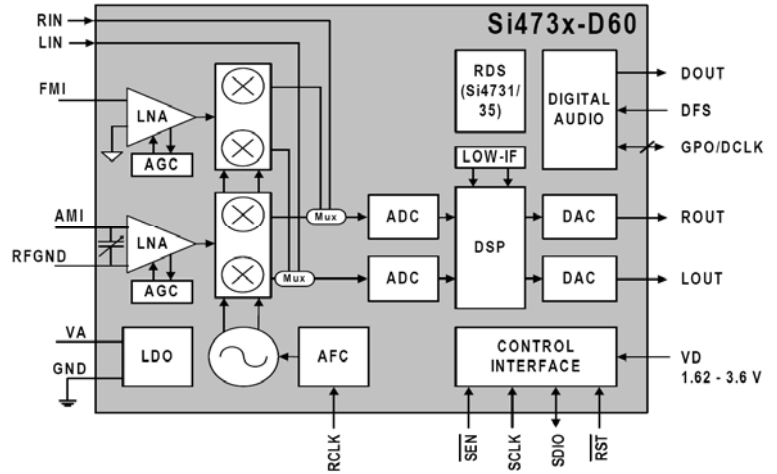 Si473x-D60
RIN
LIN
FMI
LNA
AGC
RDS
(Si4731/
35)
DIGITAL
AUDIO
DOUT
DFS
GPO/DCLK
LOW-IF
AMI
RFGND
LNA
AGC
Mux
Mux
ADC
ADC
DSP
DAC
DAC
ROUT
LOUT
VA
GND
LDO
AFC
CONTROL
INTERFACE
VD
1.62 - 3.6 V
RCLK
SEN
SCLK
SDIO
RST